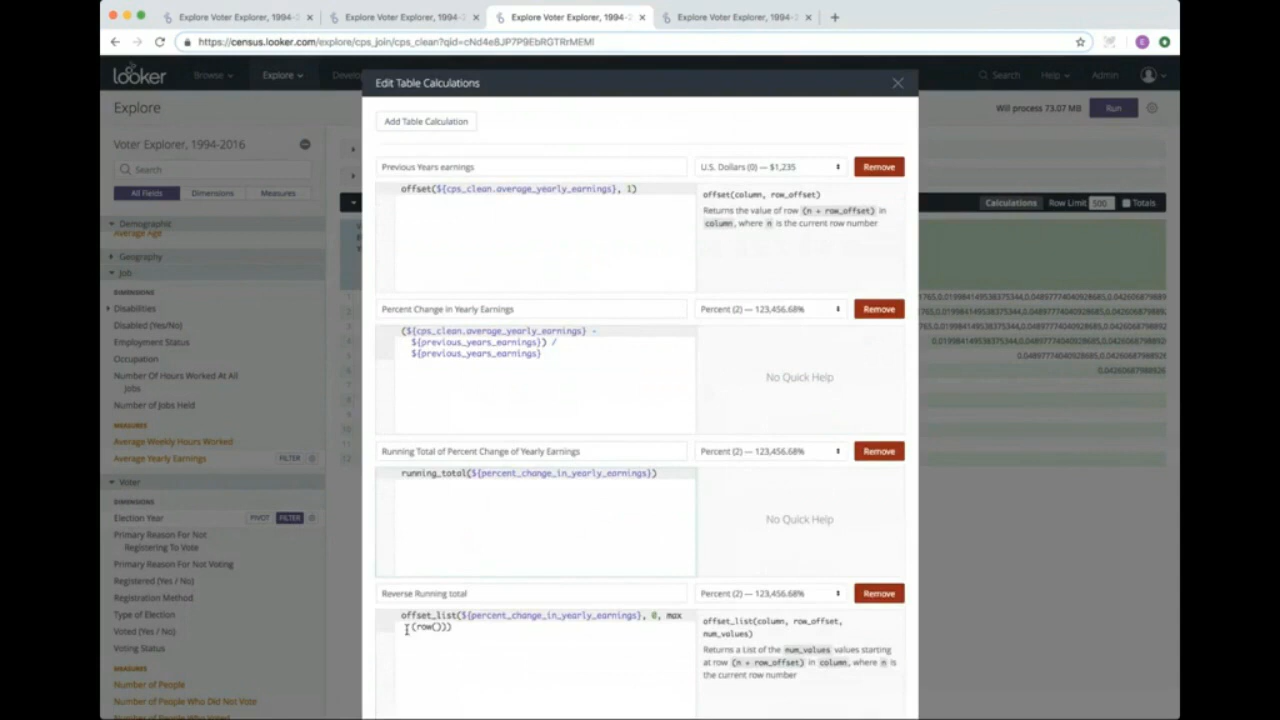 Explore Voter Explorer, 1994-
Explore Voter Explorer, 1994-2
Explore Voter Explorer, 1994-2
Explore Voter Explorer, 1994-2
looker
Browse
Explore
Search
Help
Admin
Edit Table Calculations
Explore
Will process 73.07 MB
Run
Voter Explorer, 1994-2016
Search
All Fields
Dimensions
Measures
Calculations
Row Limit
500
Totals
Demographic
Average Age
Geography
Job
DIMENSIONS
Disabilities
Disabled (Yes/No)
Employment Status
Occupation
Number Of Hours Worked At All
Jobs
Number of Jobs Held
MEASURES
Average Weekly Hours Worked
Average Yearly Earnings
FILTER
Voter
DIMENSIONS
Election Year
PIVOT
FILTER
Primary Reason For Not
Registering To Vote
Primary Reason For Not Voting
Registered (Yes / No)
Registration Method
Type of Election
Voted (Yes / No)
Voting Status
MEASURES
Number of People
Number of People Who Did Not Vote
Add Table Calculation
Previous Years earnings
U.S. Dollars (0) — $1,235
Remove
offset(${cps_clean.average_yearly_earnings}, 1)
offset(column, row_offset)
Returns the value of row (n + row_offset) in
column, where n is the current row number
Percent Change in Yearly Earnings
Percent (2) — 123,456.68%
Remove
(${cps_clean.average_yearly_earnings} -
${previous_years_earnings}) /
${previous_years_earnings}
No Quick Help
Running Total of Percent Change of Yearly Earnings
Percent (2) — 123,456.68%
Remove
running_total(${percent_change_in_yearly_earnings})
No Quick Help
Reverse Running total
Percent (2) — 123,456.68%
Remove
offset_list(${percent_change_in_yearly_earnings}, 0, max
(row()))
offset_list(column, row_offset,
num_values)
Returns a List of the num_values values starting
at row (n + row_offset) in column, where n is
the current row number